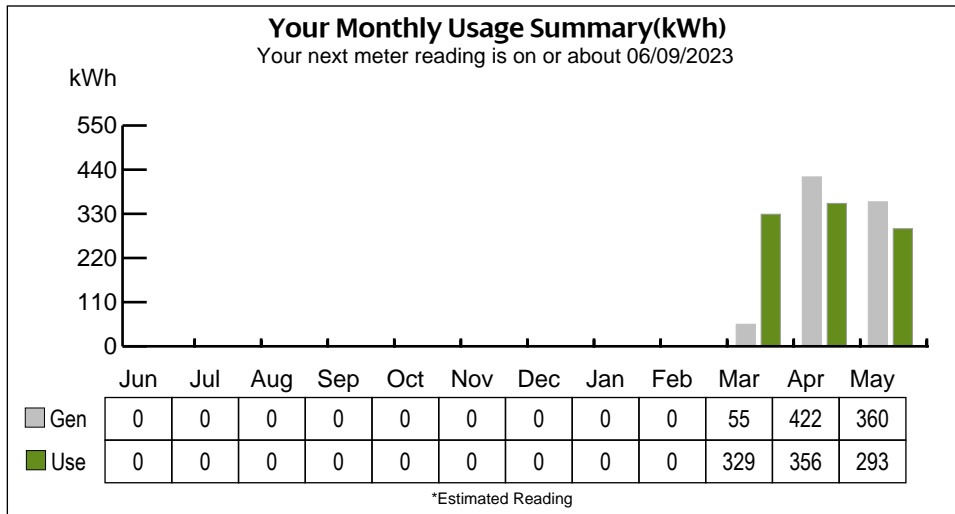 Your Monthly Usage Summary(kWh)
Your next meter reading is on or about 06/09/2023
kWh
550
440
330
220
110
0
Jun Jul Aug Sep Oct Nov Dec Jan Feb Mar Apr May
Gen 0 0 0 0 0 0 0 0 0 55 422 360
Use 0 0 0 0 0 0 0 0 0 329 356 293
*Estimated Reading